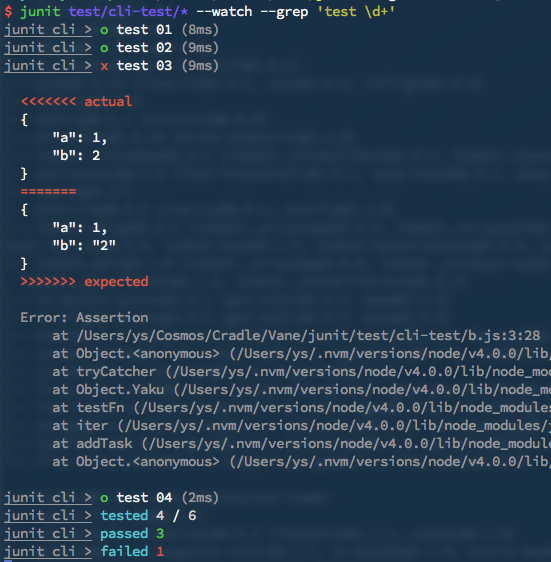 $ junit test/cli-test/* --watch --grep 'test \d+'
junit cli > o test 01 (8ms)
junit cli > o test 02 (9ms)
junit cli > x test 03 (9ms)
<<<<<<< actual
{
    "a": 1,
    "b": 2
}
=======
{
    "a": 1,
    "b": "2"
}
>>>>>>> expected
Error: Assertion
    at /Users/ys/Cosmos/Cradle/Vane/junit/test/cli-test/b.js:3:28
    at Object.<anonymous> (/Users/ys/.nvm/versions/node/v4.0.0/lib/
    at tryCatcher (/Users/ys/.nvm/versions/node/v4.0.0/lib/node_mod
    at Object.Yaku (/Users/ys/.nvm/versions/node/v4.0.0/lib/node_mo
    at testFn (/Users/ys/.nvm/versions/node/v4.0.0/lib/node_modules
    at iter (/Users/ys/.nvm/versions/node/v4.0.0/lib/node_modules/j
    at addTask (/Users/ys/.nvm/versions/node/v4.0.0/lib/node_module
    at Object.<anonymous> (/Users/ys/.nvm/versions/node/v4.0.0/lib/
junit cli > o test 04 (2ms)
junit cli > tested 4 / 6
junit cli > passed 3
junit cli > failed 1